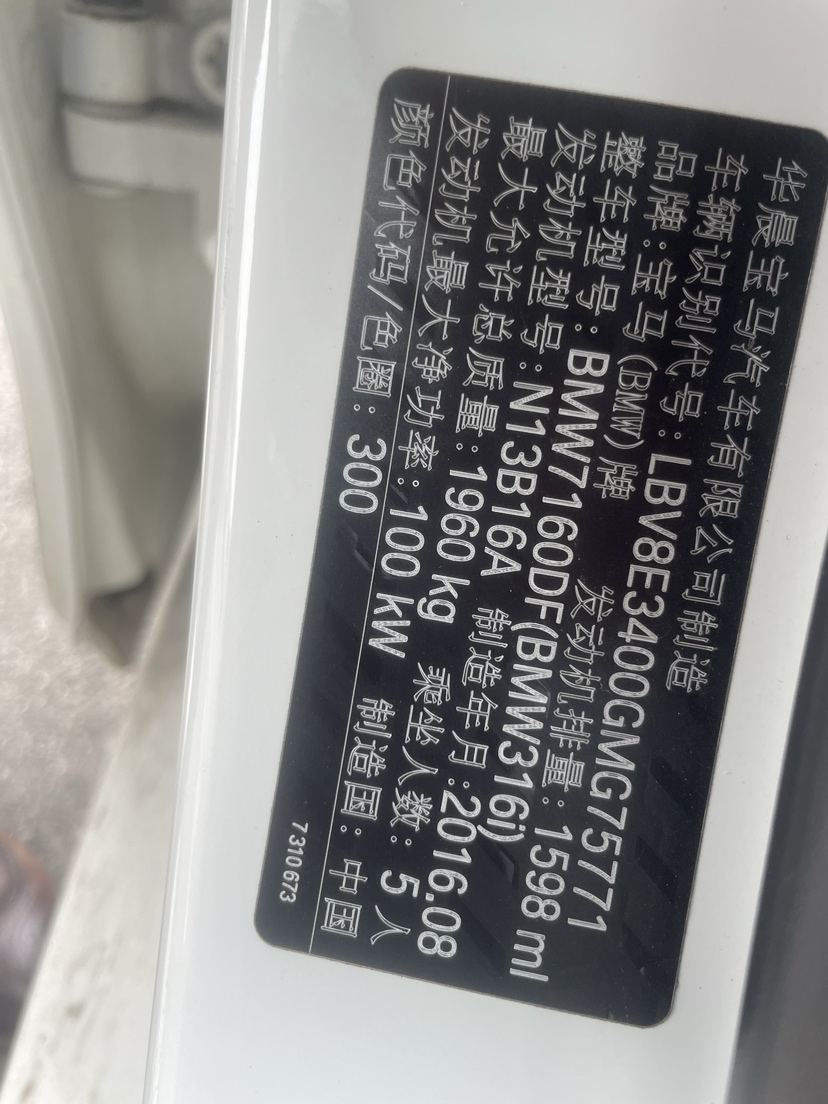 华晨宝马汽车有限公司制造
车辆识别代号：LBV8E3400GMG75771
品牌：宝马（BMW）牌 发动机排量：1598 ml
整车型号：BMW7160DF(BMW316i)
发动机型号：N13B16A 制造年月：2016.08
最大允许总质量：1960 kg 乘坐人数：5 人
发动机最大净功率：100 kW 制造国：中国
颜色代码/色圈：300 7310673